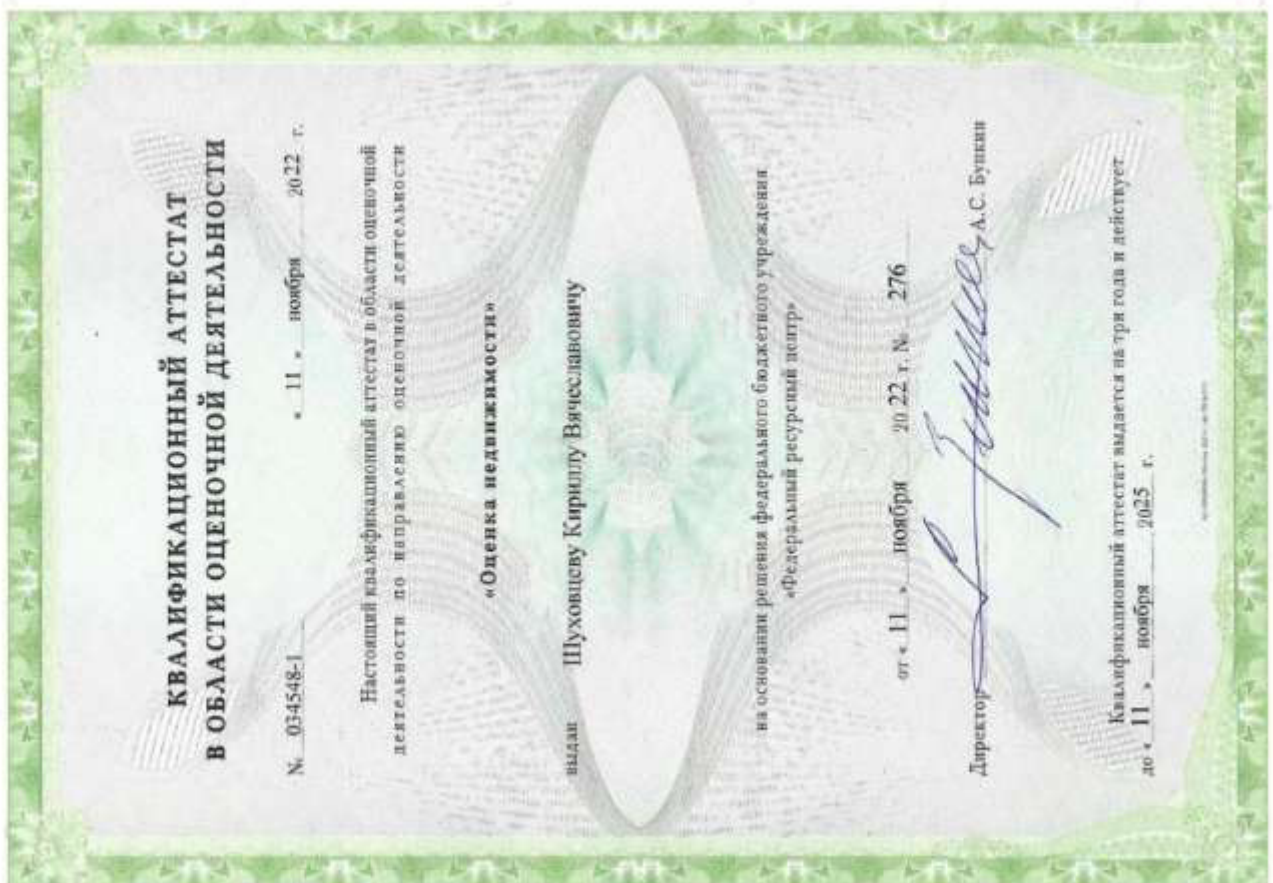 КВАЛИФИКАЦИОННЫЙ АТТЕСТАТ
В ОБЛАСТИ ОЦЕНОЧНОЙ ДЕЯТЕЛЬНОСТИ
№ 034548-1 « 11 » ноября 2022 г.
Настоящий квалификационный аттестат в области оценочной
деятельности по направлению оценочной деятельности
«Оценка недвижимости»
выдан Шуховцеву Кириллу Вячеславовичу
на основании решения федерального бюджетного учреждения
«Федеральный ресурсный центр»
от « 11 » ноября 20 22 г. № 276
Директор А.С. Бункин
Квалификационный аттестат выдается на три года и действует
до « 11 » ноября 2025 г.